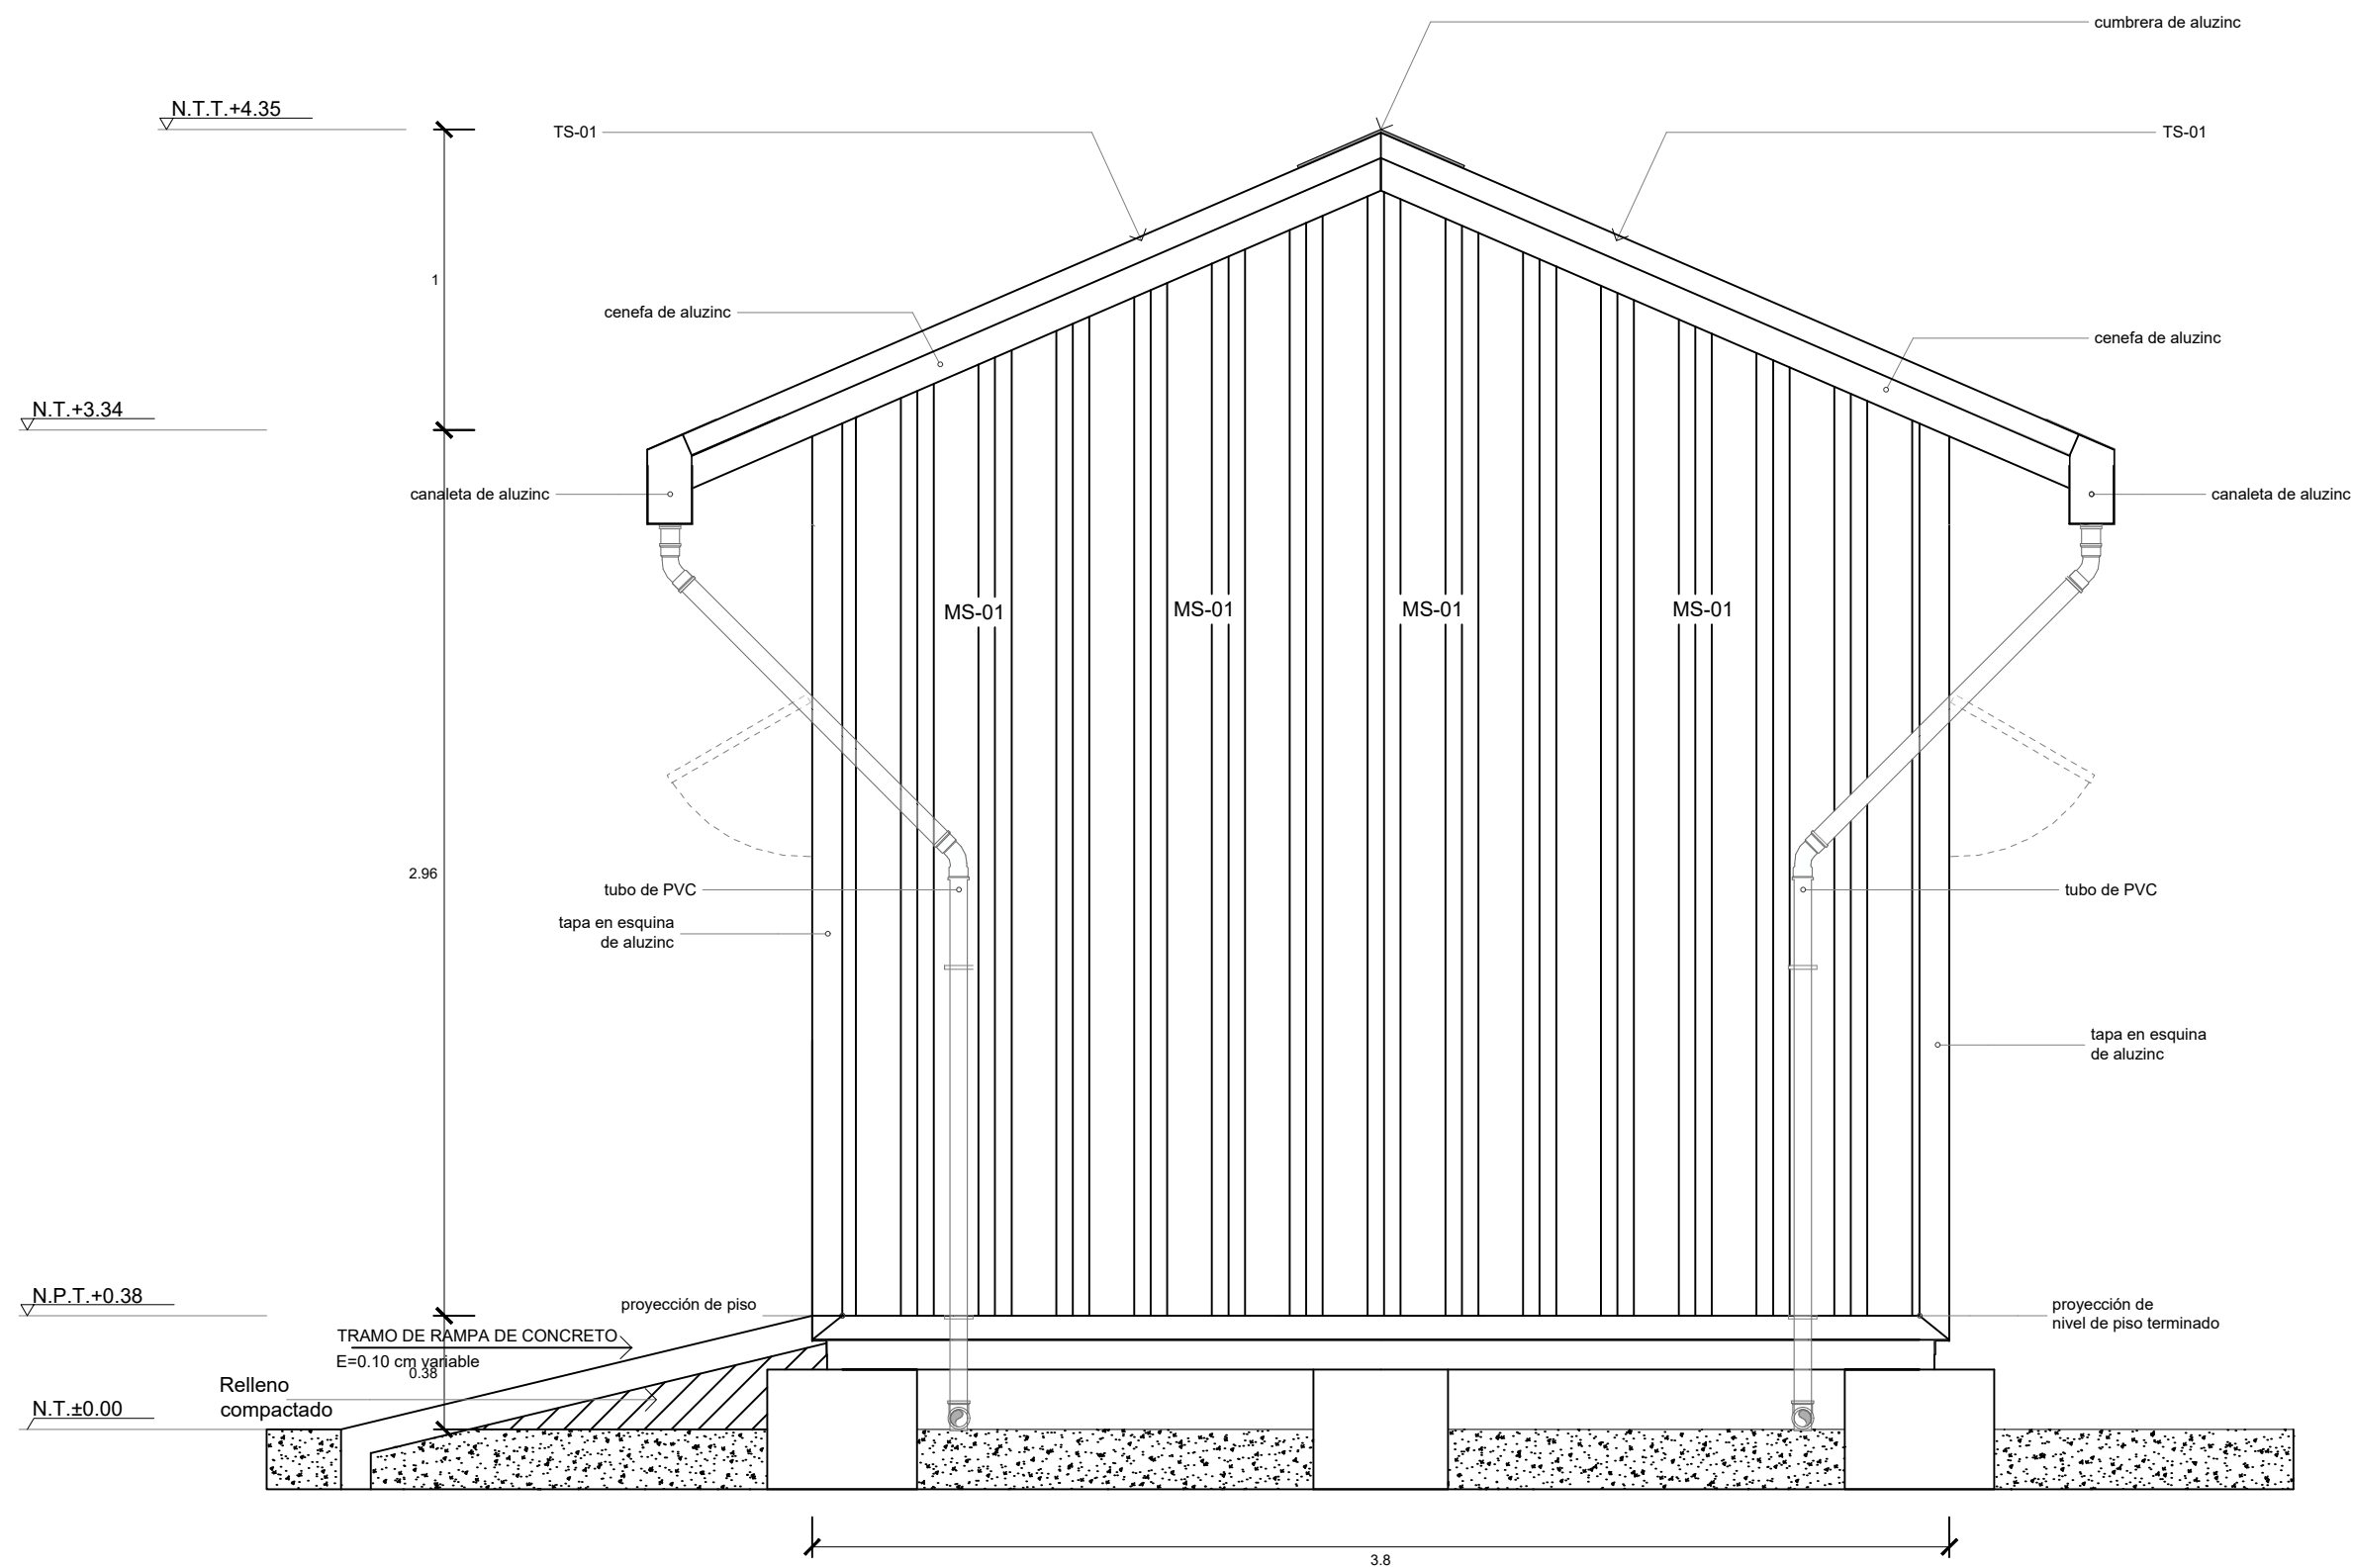 cumbrera de aluzinc
N.T.T.+4.35
TS-01
TS-01
1
cenefa de aluzinc
cenefa de aluzinc
N.T.+3.34
canaleta de aluzinc
canaleta de aluzinc
MS-01
MS-01
MS-01
MS-01
2.96
tubo de PVC
tubo de PVC
tapa en esquina
de aluzinc
tapa en esquina
de aluzinc
N.P.T.+0.38
proyección de piso
proyección de
nivel de piso terminado
TRAMO DE RAMPA DE CONCRETO
E=0.10 cm variable
0.38
Relleno
compactado
N.T.±0.00
3.8